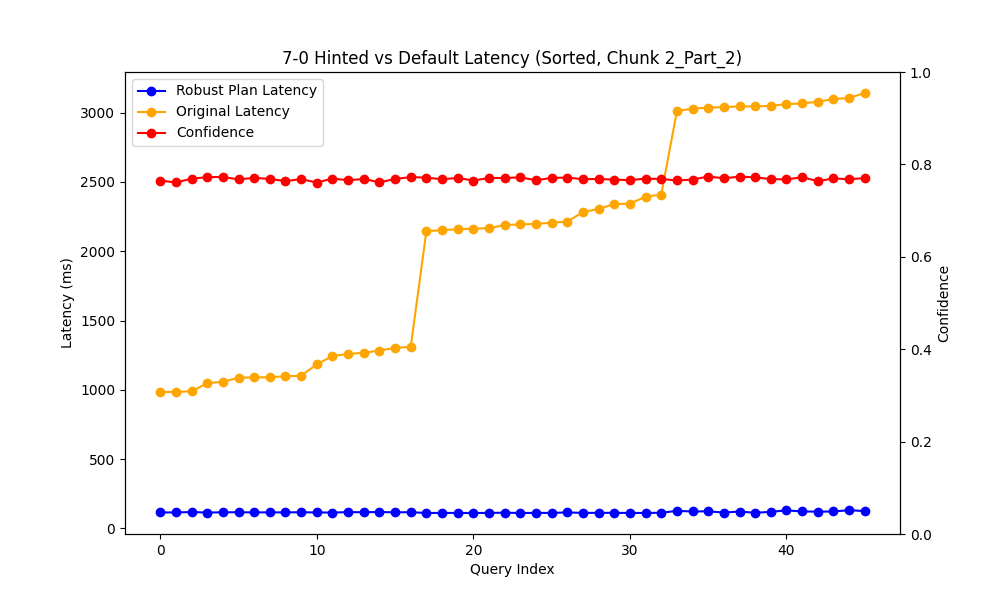 7-0 Hinted vs Default Latency (Sorted, Chunk 2_Part_2)
Robust Plan Latency
Original Latency
Confidence
Latency (ms)
3000
2500
2000
1500
1000
500
0
1.0
0.8
0.6
0.4
0.2
0.0
Confidence
0 10 20 30 40
Query Index